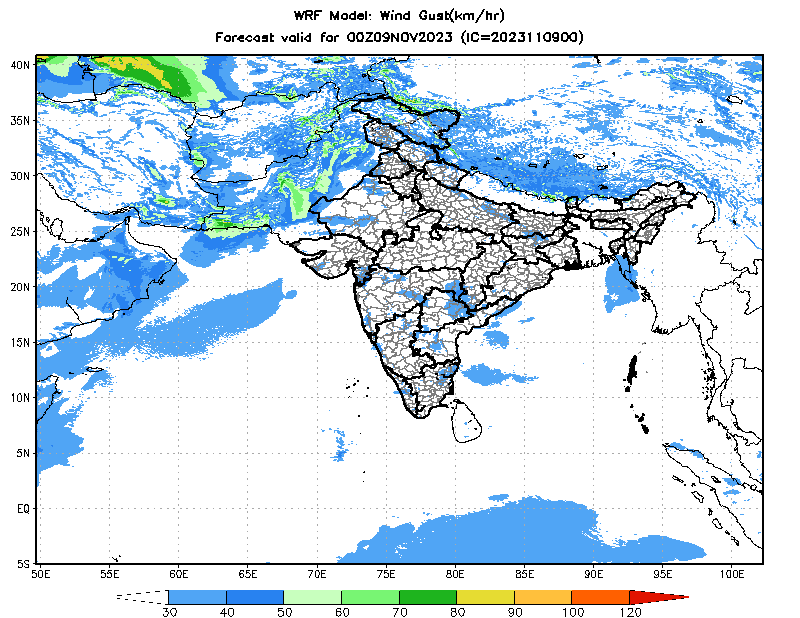 WRF Model: Wind Gust(km/hr)
Forecast valid for 00Z09NOV2023 (IC=2023110900)
40N
35N
30N
25N
20N
15N
10N
5N
EQ
5S
50E 55E 60E 65E 70E 75E 80E 85E 90E 95E 100E
30 40 50 60 70 80 90 100 120